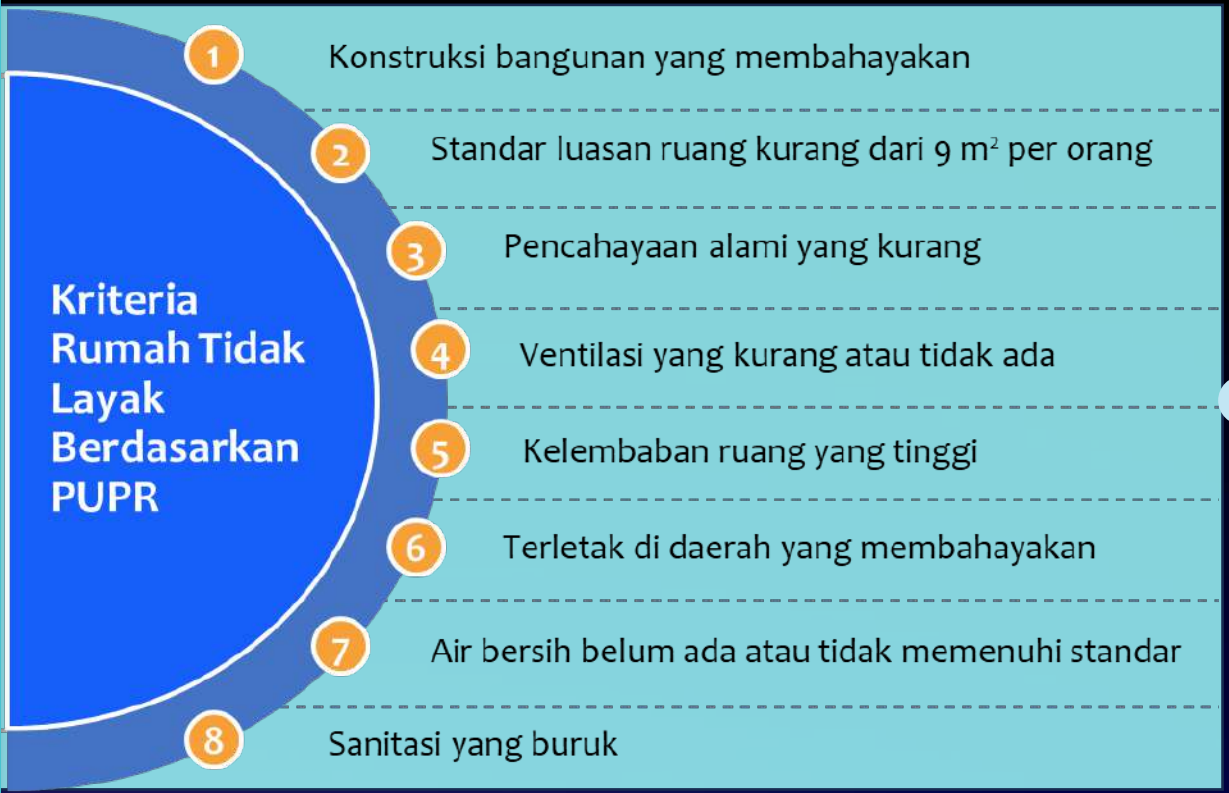 Kriteria
Rumah Tidak
Layak
Berdasarkan
PUPR
1 Konstruksi bangunan yang membahayakan
2 Standar luasan ruang kurang dari 9 m² per orang
3 Pencahayaan alami yang kurang
4 Ventilasi yang kurang atau tidak ada
5 Kelembaban ruang yang tinggi
6 Terletak di daerah yang membahayakan
7 Air bersih belum ada atau tidak memenuhi standar
8 Sanitasi yang buruk